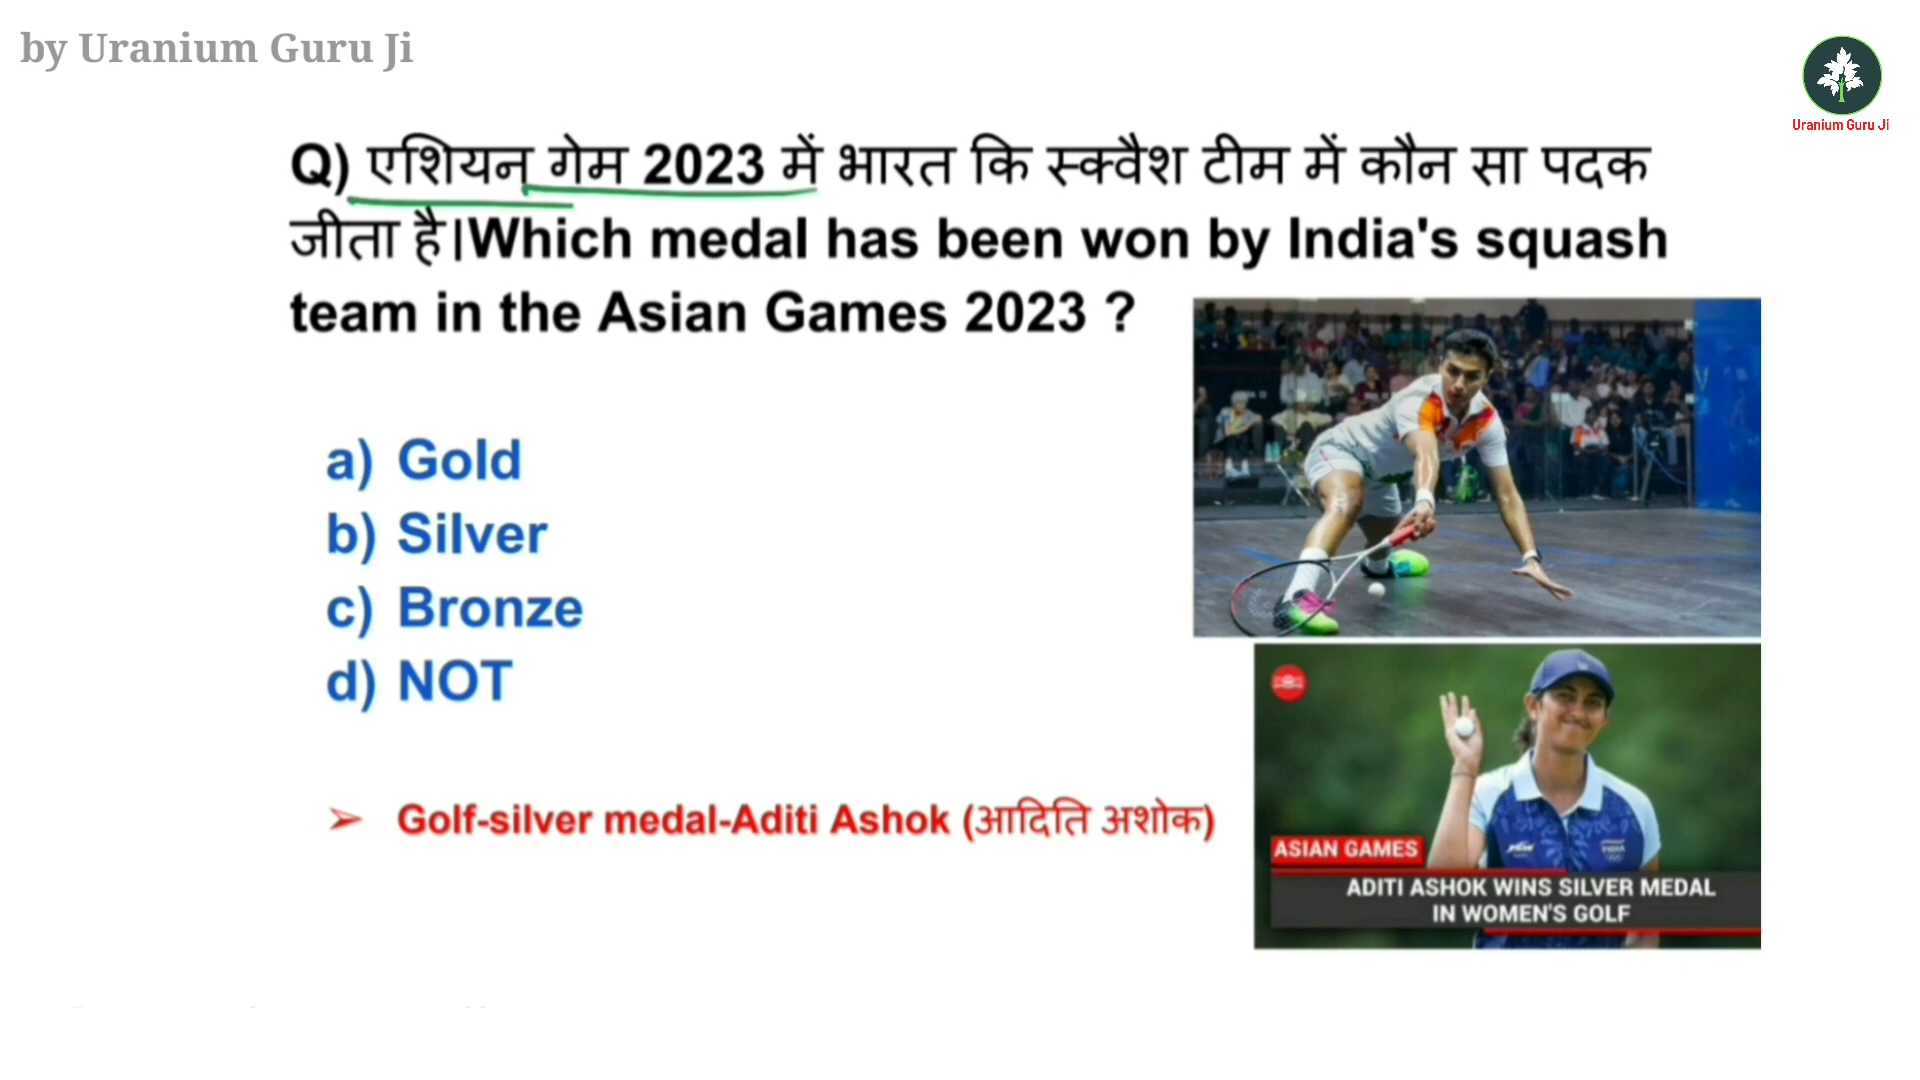 by Uranium Guru Ji
Uranium Guru Ji
Q) एशियन गेम 2023 में भारत कि स्क्वैश टीम में कौन सा पदक
जीता है।Which medal has been won by India's squash
team in the Asian Games 2023 ?
a) Gold
b) Silver
c) Bronze
d) NOT
➢ Golf-silver medal-Aditi Ashok (आदिति अशोक)
ASIAN GAMES
ADITI ASHOK WINS SILVER MEDAL
IN WOMEN'S GOLF